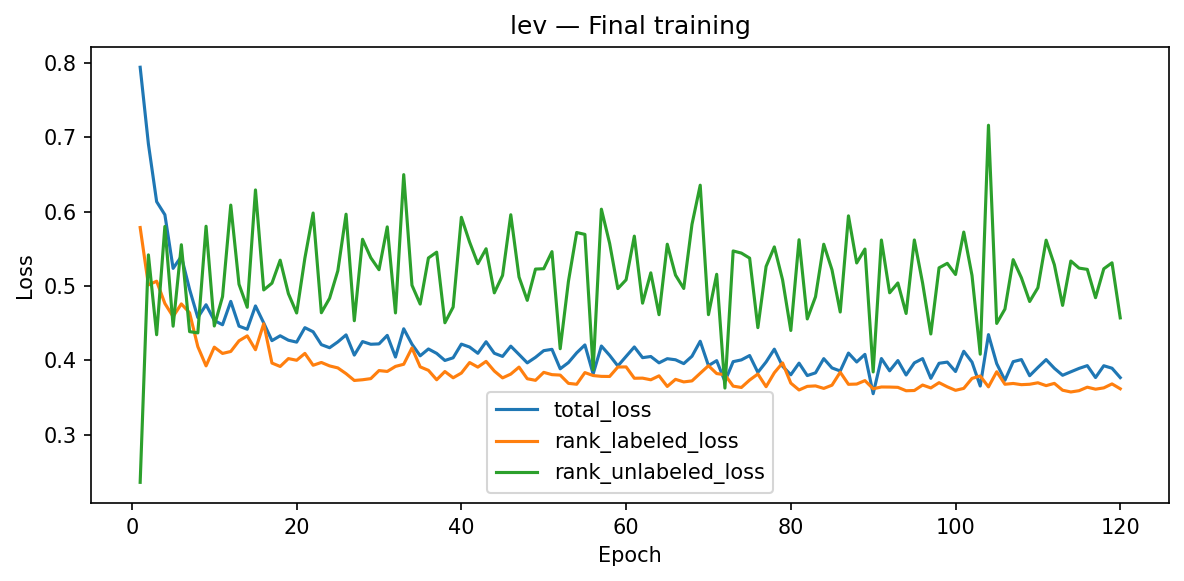 lev — Final training
Loss
0.8
0.7
0.6
0.5
0.4
0.3
total_loss
rank_labeled_loss
rank_unlabeled_loss
0 20 40 60 80 100 120
Epoch